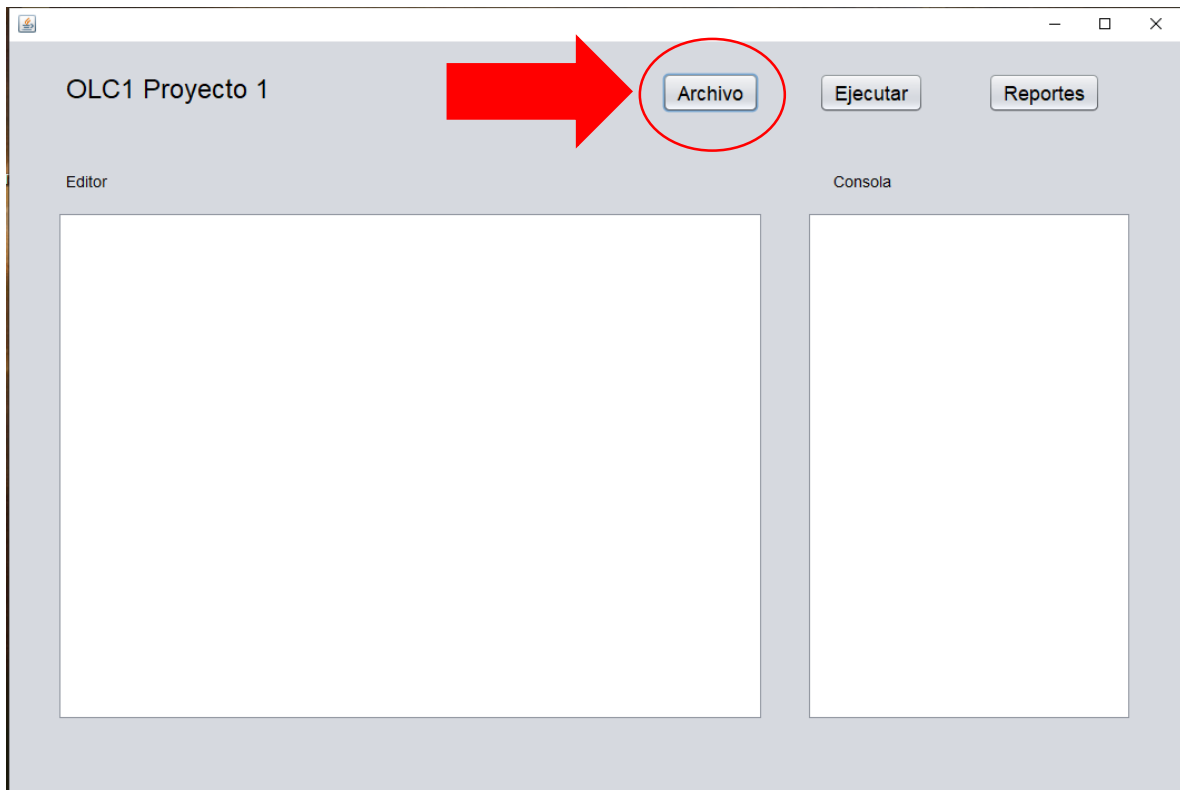 OLC1 Proyecto 1
Archivo
Ejecutar
Reportes
Editor
Consola